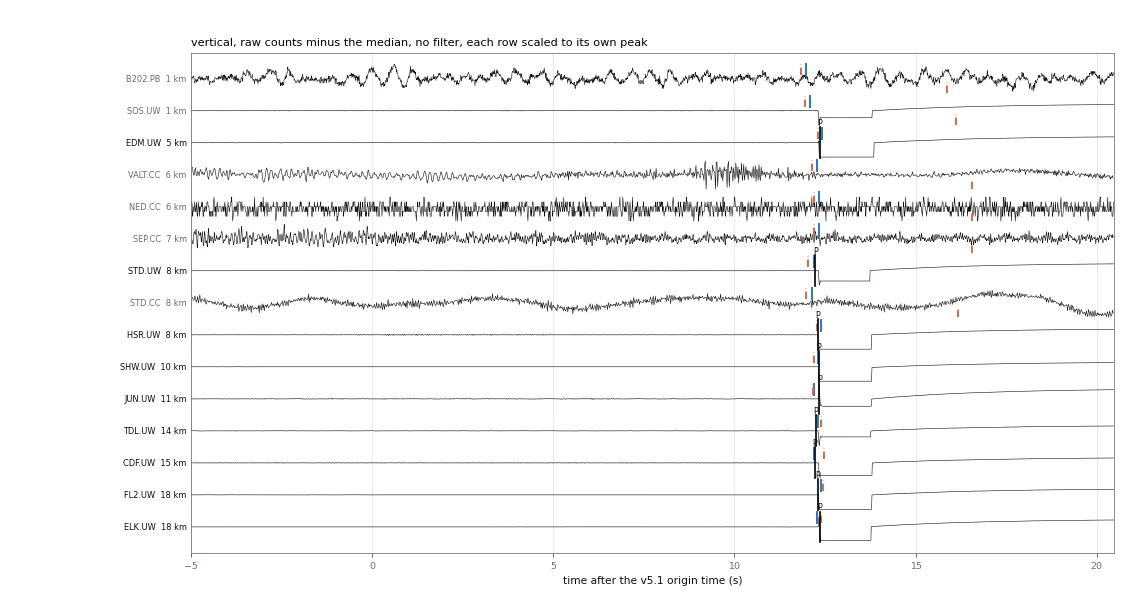 vertical, raw counts minus the median, no filter, each row scaled to its own peak
B202.PB 1 km
SOS.UW 1 km
P
EDM.UW 5 km
VALT.CC 6 km
NED.CC 6 km
SEP.CC 7 km
P
STD.UW 8 km
STD.CC 8 km
P
HSR.UW 8 km
P
SHW.UW 10 km
P
JUN.UW 11 km
P
TDL.UW 14 km
P
CDF.UW 15 km
P
FL2.UW 18 km
P
ELK.UW 18 km
−5 0 5 10 15 20
time after the v5.1 origin time (s)